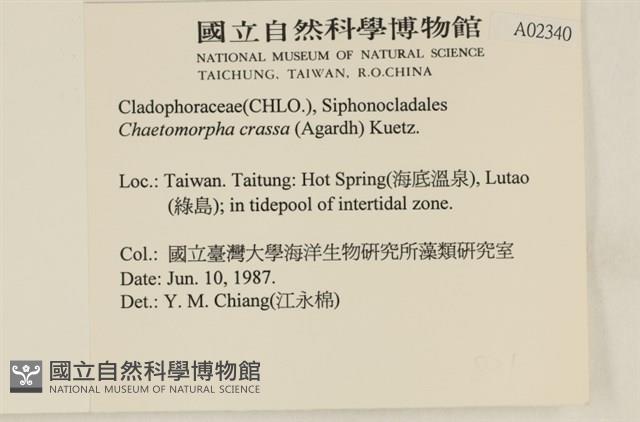 國立自然科學博物館
A02340
NATIONAL MUSEUM OF NATURAL SCIENCE
TAICHUNG, TAIWAN, R.O.CHINA
Cladophoraceae(CHLO.), Siphonocladales
Chaetomorpha crassa (Agardh) Kuetz.
Loc.: Taiwan. Taitung: Hot Spring(海底溫泉), Lutao
(綠島); in tidepool of intertidal zone.
Col.: 國立臺灣大學海洋生物研究所藻類研究室
Date: Jun. 10, 1987.
Det.: Y. M. Chiang(江永棉)
國立自然科學博物館
NATIONAL MUSEUM OF NATURAL SCIENCE